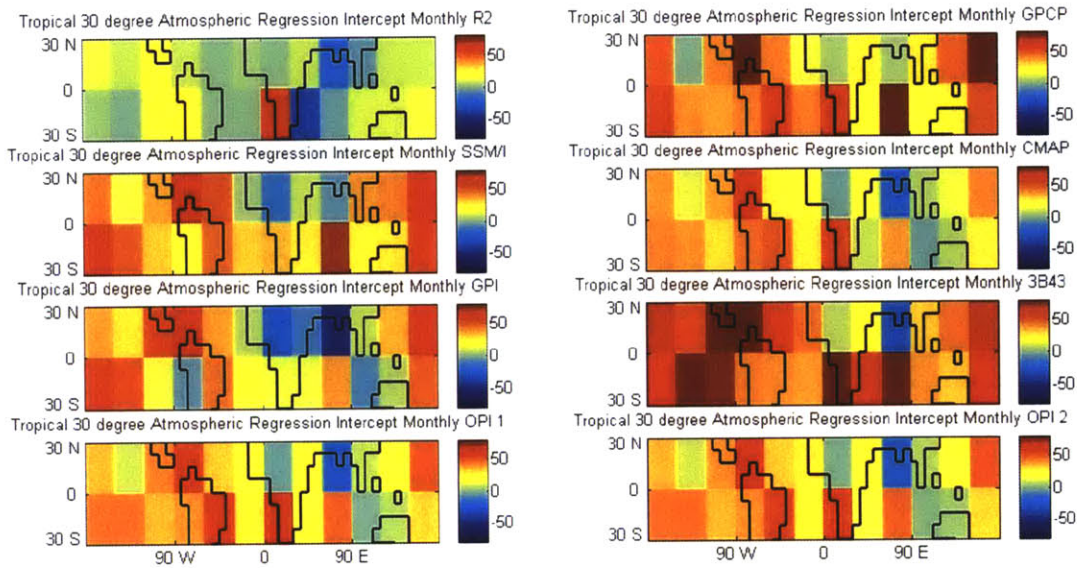 Tropical 30 degree Atmospheric Regression Intercept Monthly R2
30 N
0
30 S
50
0
-50
Tropical 30 degree Atmospheric Regression Intercept Monthly SSM/I
30 N
0
30 S
50
0
-50
Tropical 30 degree Atmospheric Regression Intercept Monthly GPI
30 N
0
30 S
50
0
-50
Tropical 30 degree Atmospheric Regression Intercept Monthly OPI 1
30 N
0
30 S
50
0
-50
90 W
0
90 E
Tropical 30 degree Atmospheric Regression Intercept Monthly GPCP
30 N
0
30 S
50
0
-50
Tropical 30 degree Atmospheric Regression Intercept Monthly CMAP
30 N
0
30 S
50
0
-50
Tropical 30 degree Atmospheric Regression Intercept Monthly 3B43
30 N
0
30 S
50
0
-50
Tropical 30 degree Atmospheric Regression Intercept Monthly OPI 2
30 N
0
30 S
50
0
-50
90 W
0
90 E